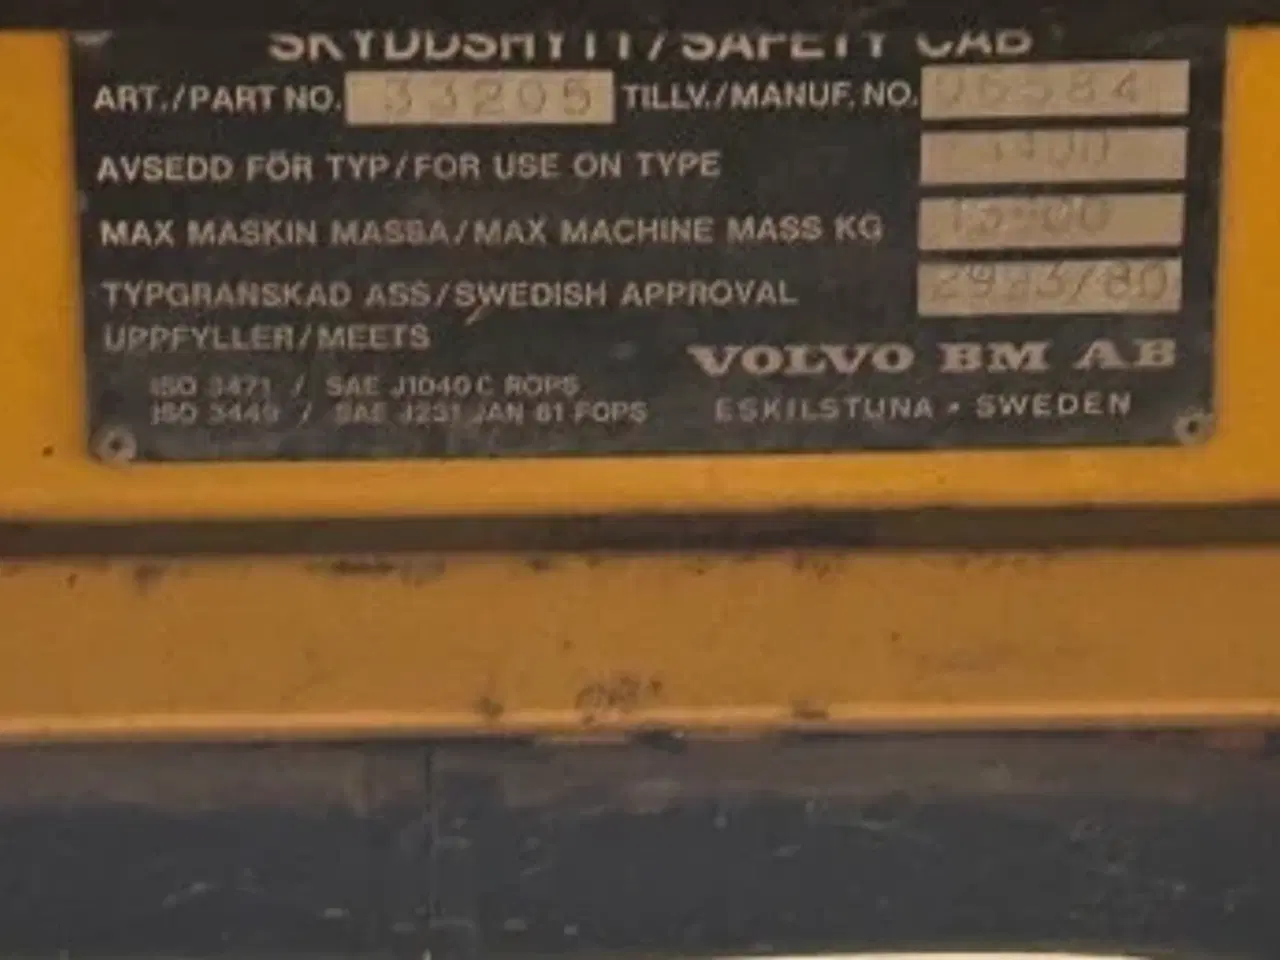 SKYDDSHYTT/SAFETY CAB
ART./PART NO. 33205 TILLV./MANUF. NO.
AVSEDD FÖR TYP/FOR USE ON TYPE
MAX MASKIN MASSA/MAX MACHINE MASS KG
TYPGRANSKAD ASS/SWEDISH APPROVAL 2993/80
UPPFYLLER/MEETS
VOLVO BM AB
ISO 3471 / SAE J1040 C ROPS
ISO 3449 / SAE J231 JAN 81 FOPS
ESKILSTUNA • SWEDEN